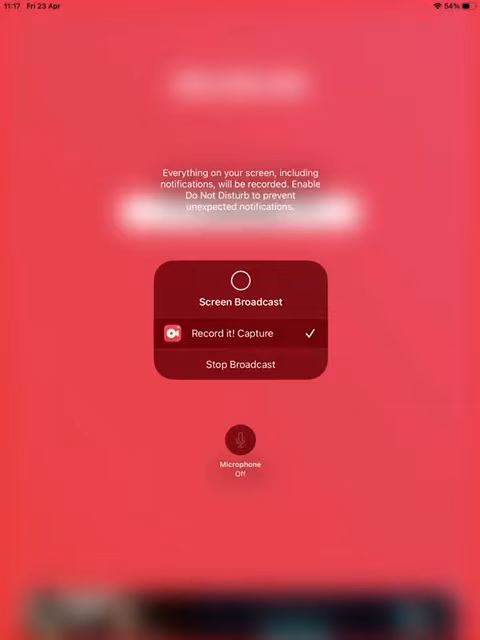 11:17 Fri 23 Apr
54%
Everything on your screen, including
notifications, will be recorded. Enable
Do Not Disturb to prevent
unexpected notifications.
Screen Broadcast
Record it! Capture
Stop Broadcast
Microphone
Off